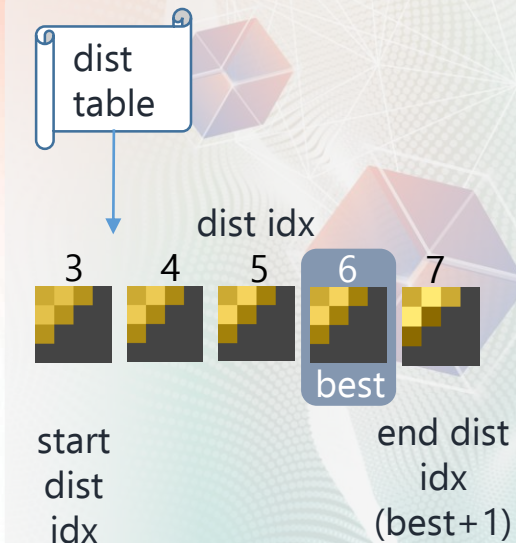 dist
table
dist idx
3 4 5 6 7
best
start
dist
idx
end dist
idx
(best+1)